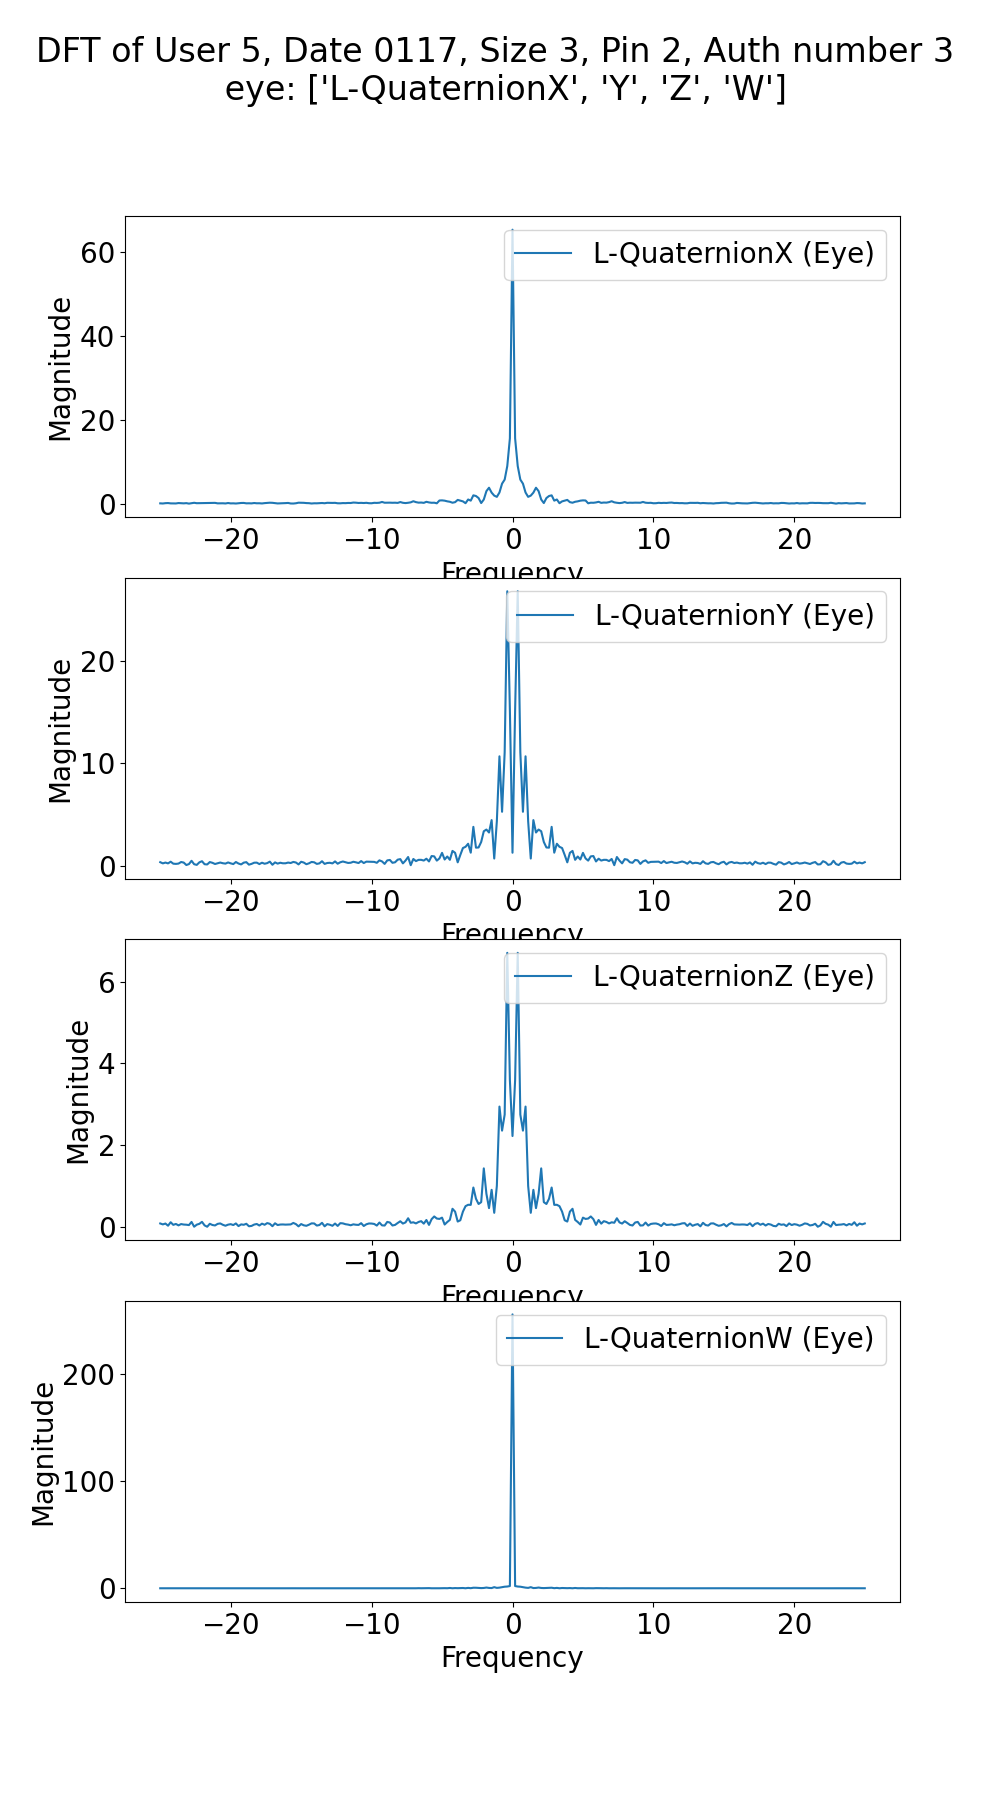 DFT of User 5, Date 0117, Size 3, Pin 2, Auth number 3
eye: ['L-QuaternionX', 'Y', 'Z', 'W']
L-QuaternionX (Eye)
Magnitude
60
40
20
0
−20 −10 0 10 20
Frequency
L-QuaternionY (Eye)
Magnitude
20
10
0
−20 −10 0 10 20
Frequency
L-QuaternionZ (Eye)
Magnitude
6
4
2
0
−20 −10 0 10 20
Frequency
L-QuaternionW (Eye)
Magnitude
200
100
0
−20 −10 0 10 20
Frequency